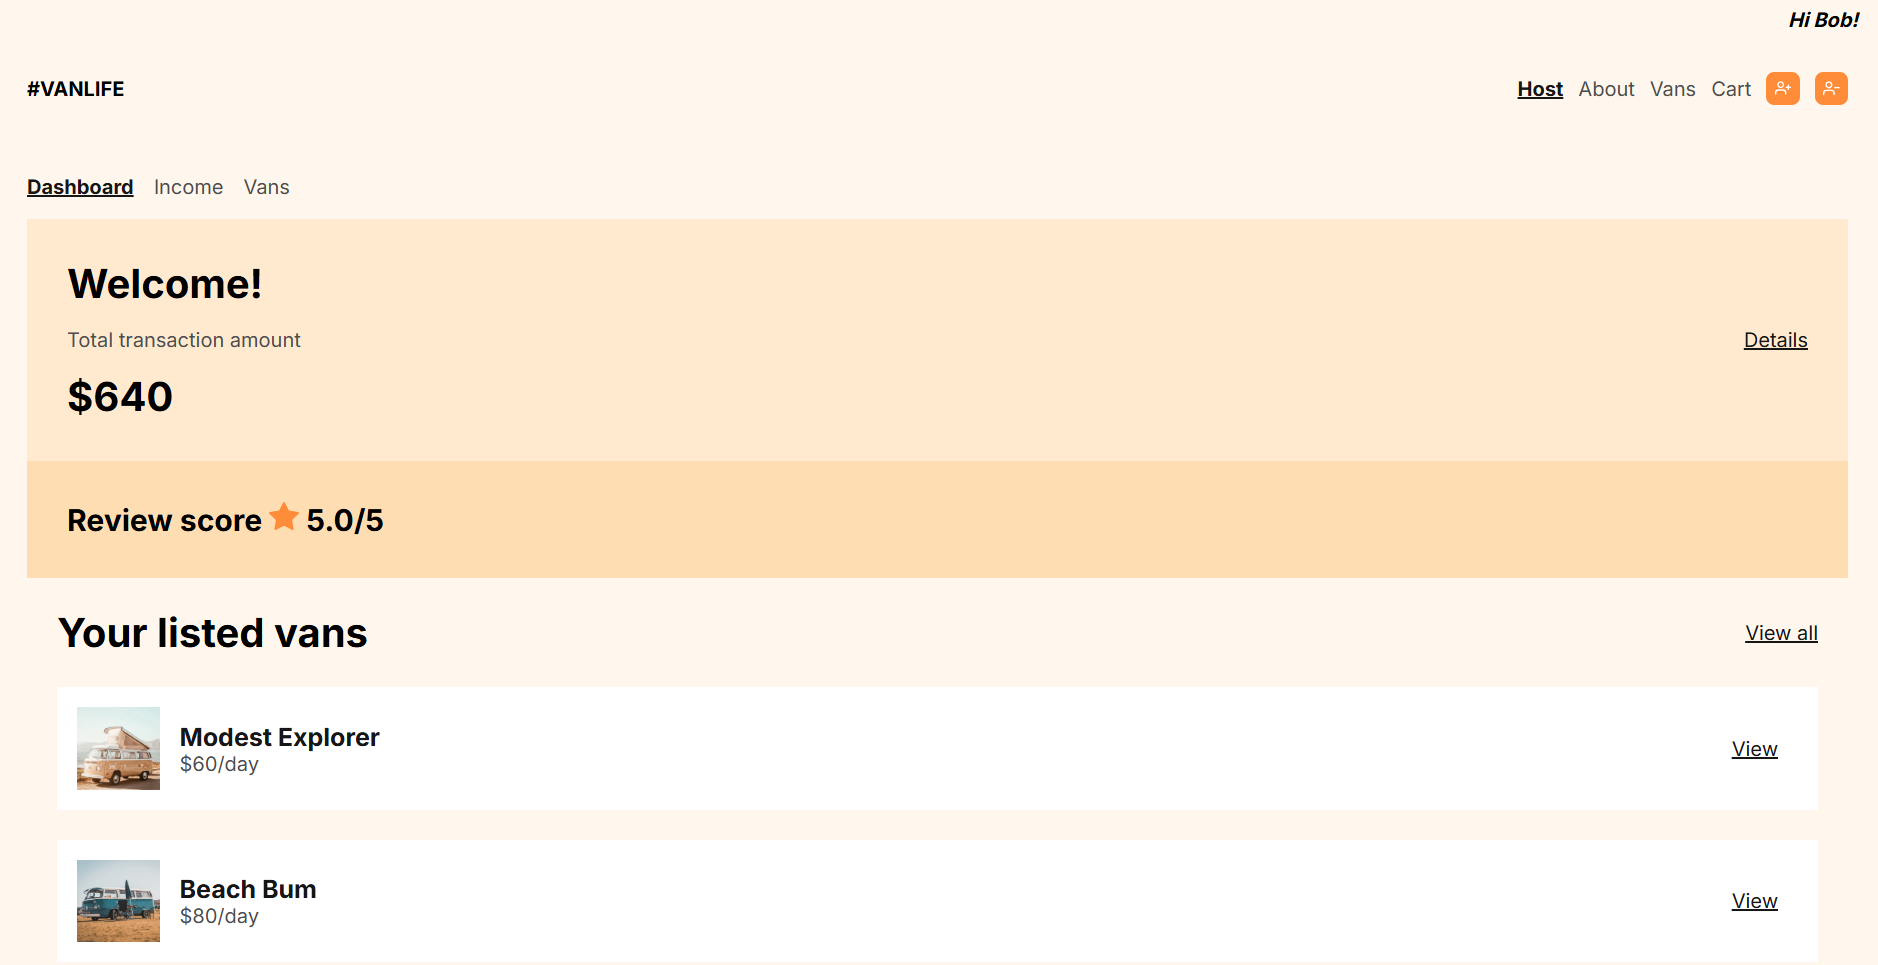 Hi Bob!
#VANLIFE
Host About Vans Cart
Dashboard Income Vans
Welcome!
Total transaction amount
Details
$640
Review score 5.0/5
Your listed vans
View all
Modest Explorer
$60/day
View
Beach Bum
$80/day
View